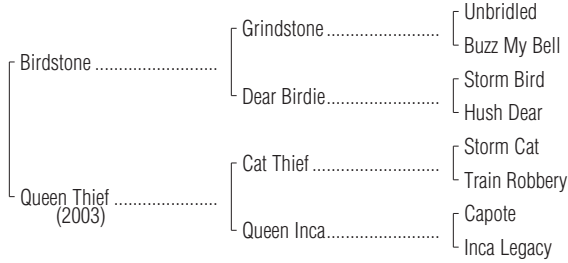 Unbridled
Grindstone ........................
Buzz My Bell
Birdstone ..........................
Storm Bird
Dear Birdie........................
Hush Dear
Storm Cat
Cat Thief ...........................
Train Robbery
Queen Thief ......................
(2003)
Capote
Queen Inca........................
Inca Legacy